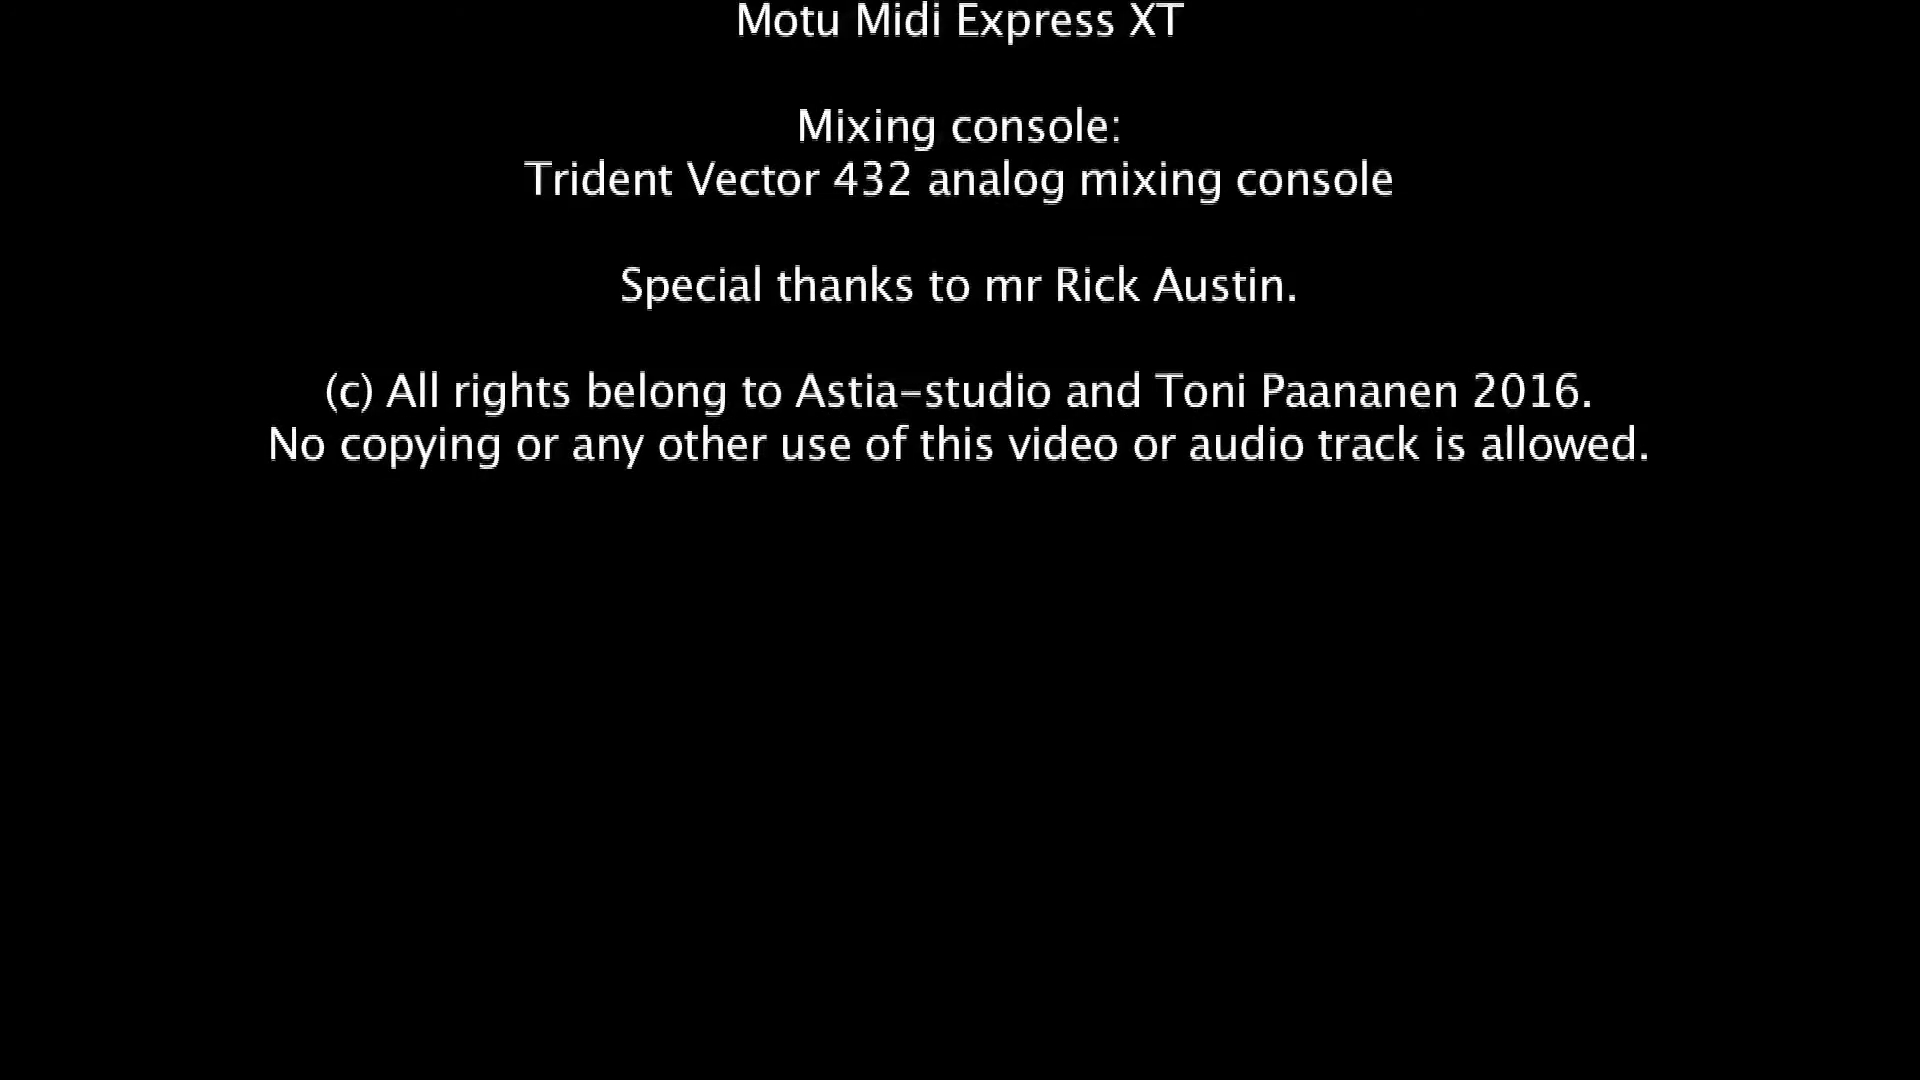 Motu Midi Express XT
Mixing console:
Trident Vector 432 analog mixing console
Special thanks to mr Rick Austin.
(c) All rights belong to Astia-studio and Toni Paananen 2016.
No copying or any other use of this video or audio track is allowed.